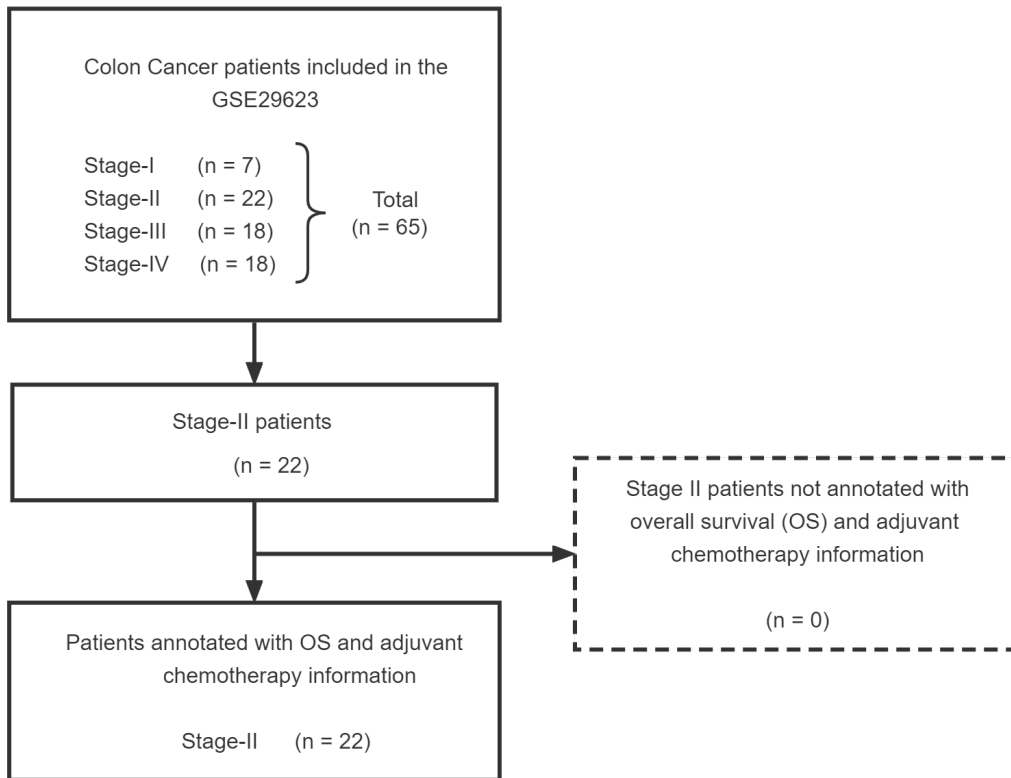 Colon Cancer patients included in the
GSE29623
Stage-I (n = 7)
Stage-II (n = 22)
Stage-III (n = 18)
Stage-IV (n = 18)
Total
(n = 65)
Stage-II patients
(n = 22)
Stage II patients not annotated with
overall survival (OS) and adjuvant
chemotherapy information
(n = 0)
Patients annotated with OS and adjuvant
chemotherapy information
Stage-II (n = 22)